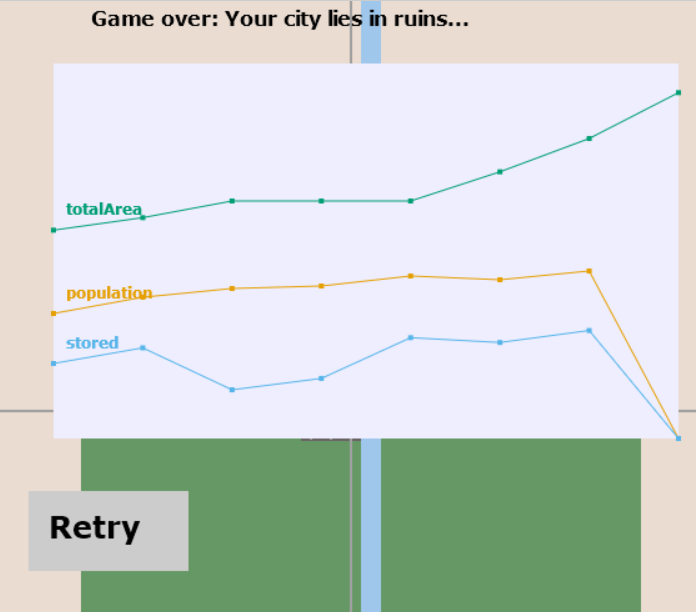 Game over: Your city lies in ruins...
totalArea
population
stored
Retry